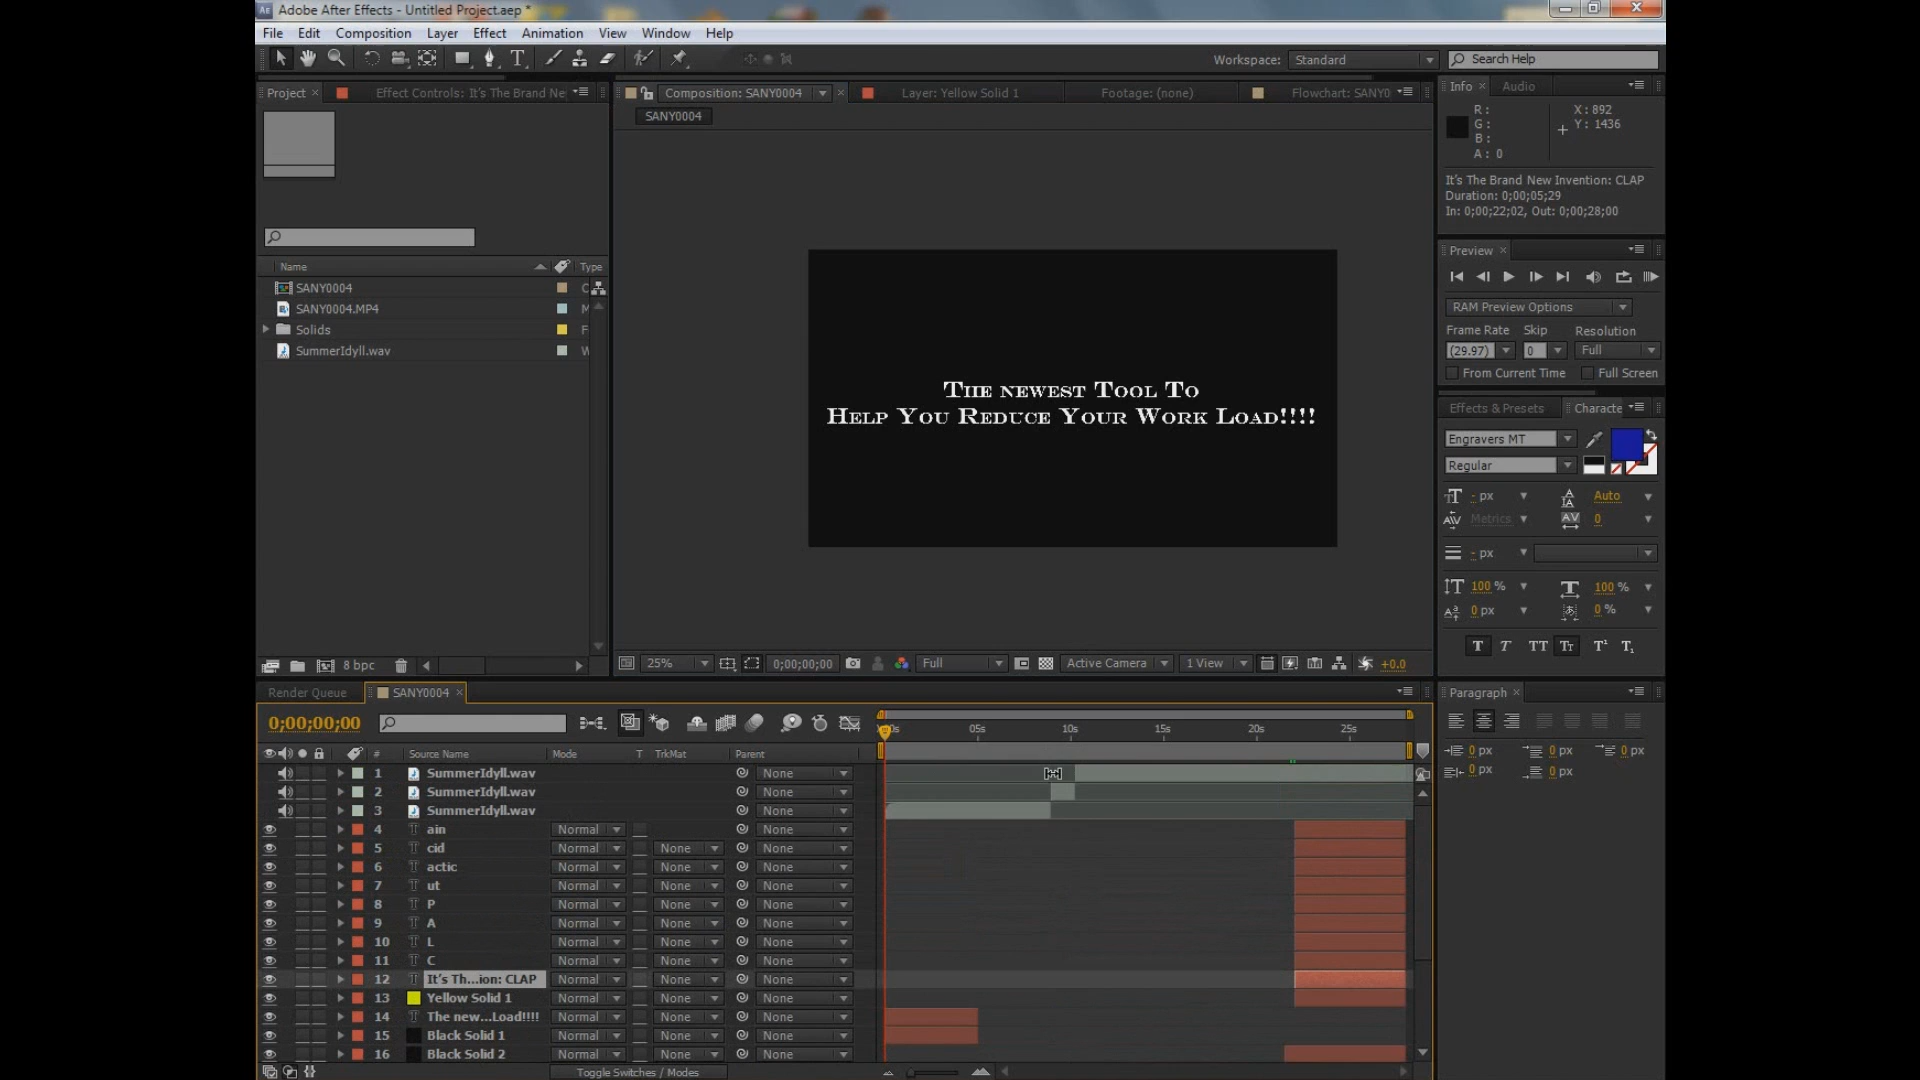 Adobe After Effects - Untitled Project.aep *
File Edit Composition Layer Effect Animation View Window Help
Workspace: Standard Search Help
Project Effect Controls: It's The Brand Ne
Composition: SANY0004 Layer: Yellow Solid 1 Footage: (none) Flowchart: SANY0
SANY0004
Info Audio
R: X: 892
G: Y: 1436
B:
A: 0
It's The Brand New Invention: CLAP
Duration: 0;00;05;29
In: 0;00;22;02, Out: 0;00;28;00
Name Type
SANY0004
SANY0004.MP4
Solids
SummerIdyll.wav
The newest Tool To
Help You Reduce Your Work Load!!!!
Preview
RAM Preview Options
Frame Rate Skip Resolution
(29.97) 0 Full
From Current Time Full Screen
Effects & Presets Characte
Engravers MT
Regular
- px Auto
Metrics 0
- px
100 % 100 %
0 px 0 %
T T TT Tt T¹ T₁
8 bpc
25% 0;00;00;00 Full Active Camera 1 View +0.0
Render Queue SANY0004
0;00;00;00
05s 10s 15s 20s 25s
# Source Name Mode T TrkMat Parent
1 SummerIdyll.wav None
2 SummerIdyll.wav None
3 SummerIdyll.wav None
4 ain Normal None
5 cid Normal None None
6 actic Normal None None
7 ut Normal None None
8 P Normal None None
9 A Normal None None
10 L Normal None None
11 C Normal None None
12 It's Th...ion: CLAP Normal None None
13 Yellow Solid 1 Normal None None
14 The new...Load!!!! Normal None None
15 Black Solid 1 Normal None None
16 Black Solid 2 Normal None None
Toggle Switches / Modes
Paragraph
0 px 0 px 0 px
0 px 0 px